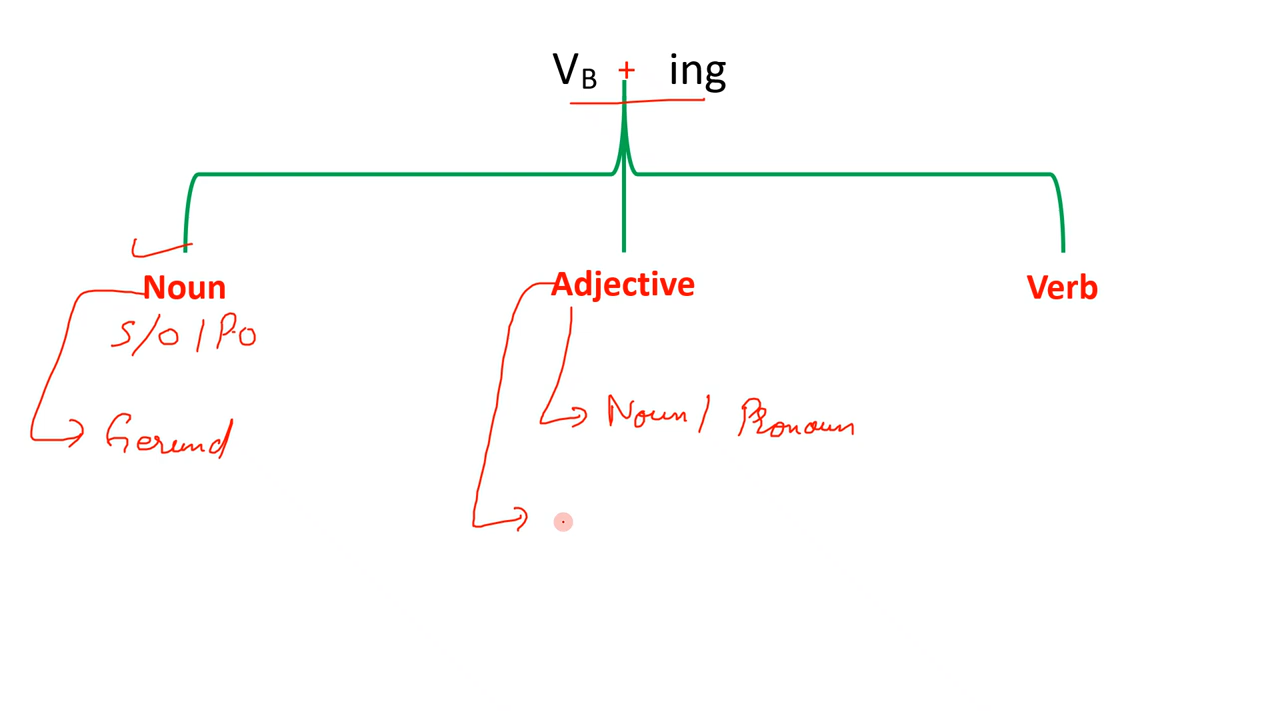 VB + ing
Noun Adjective Verb
S/O/P.O
Noun/ Pronoun
Gerund